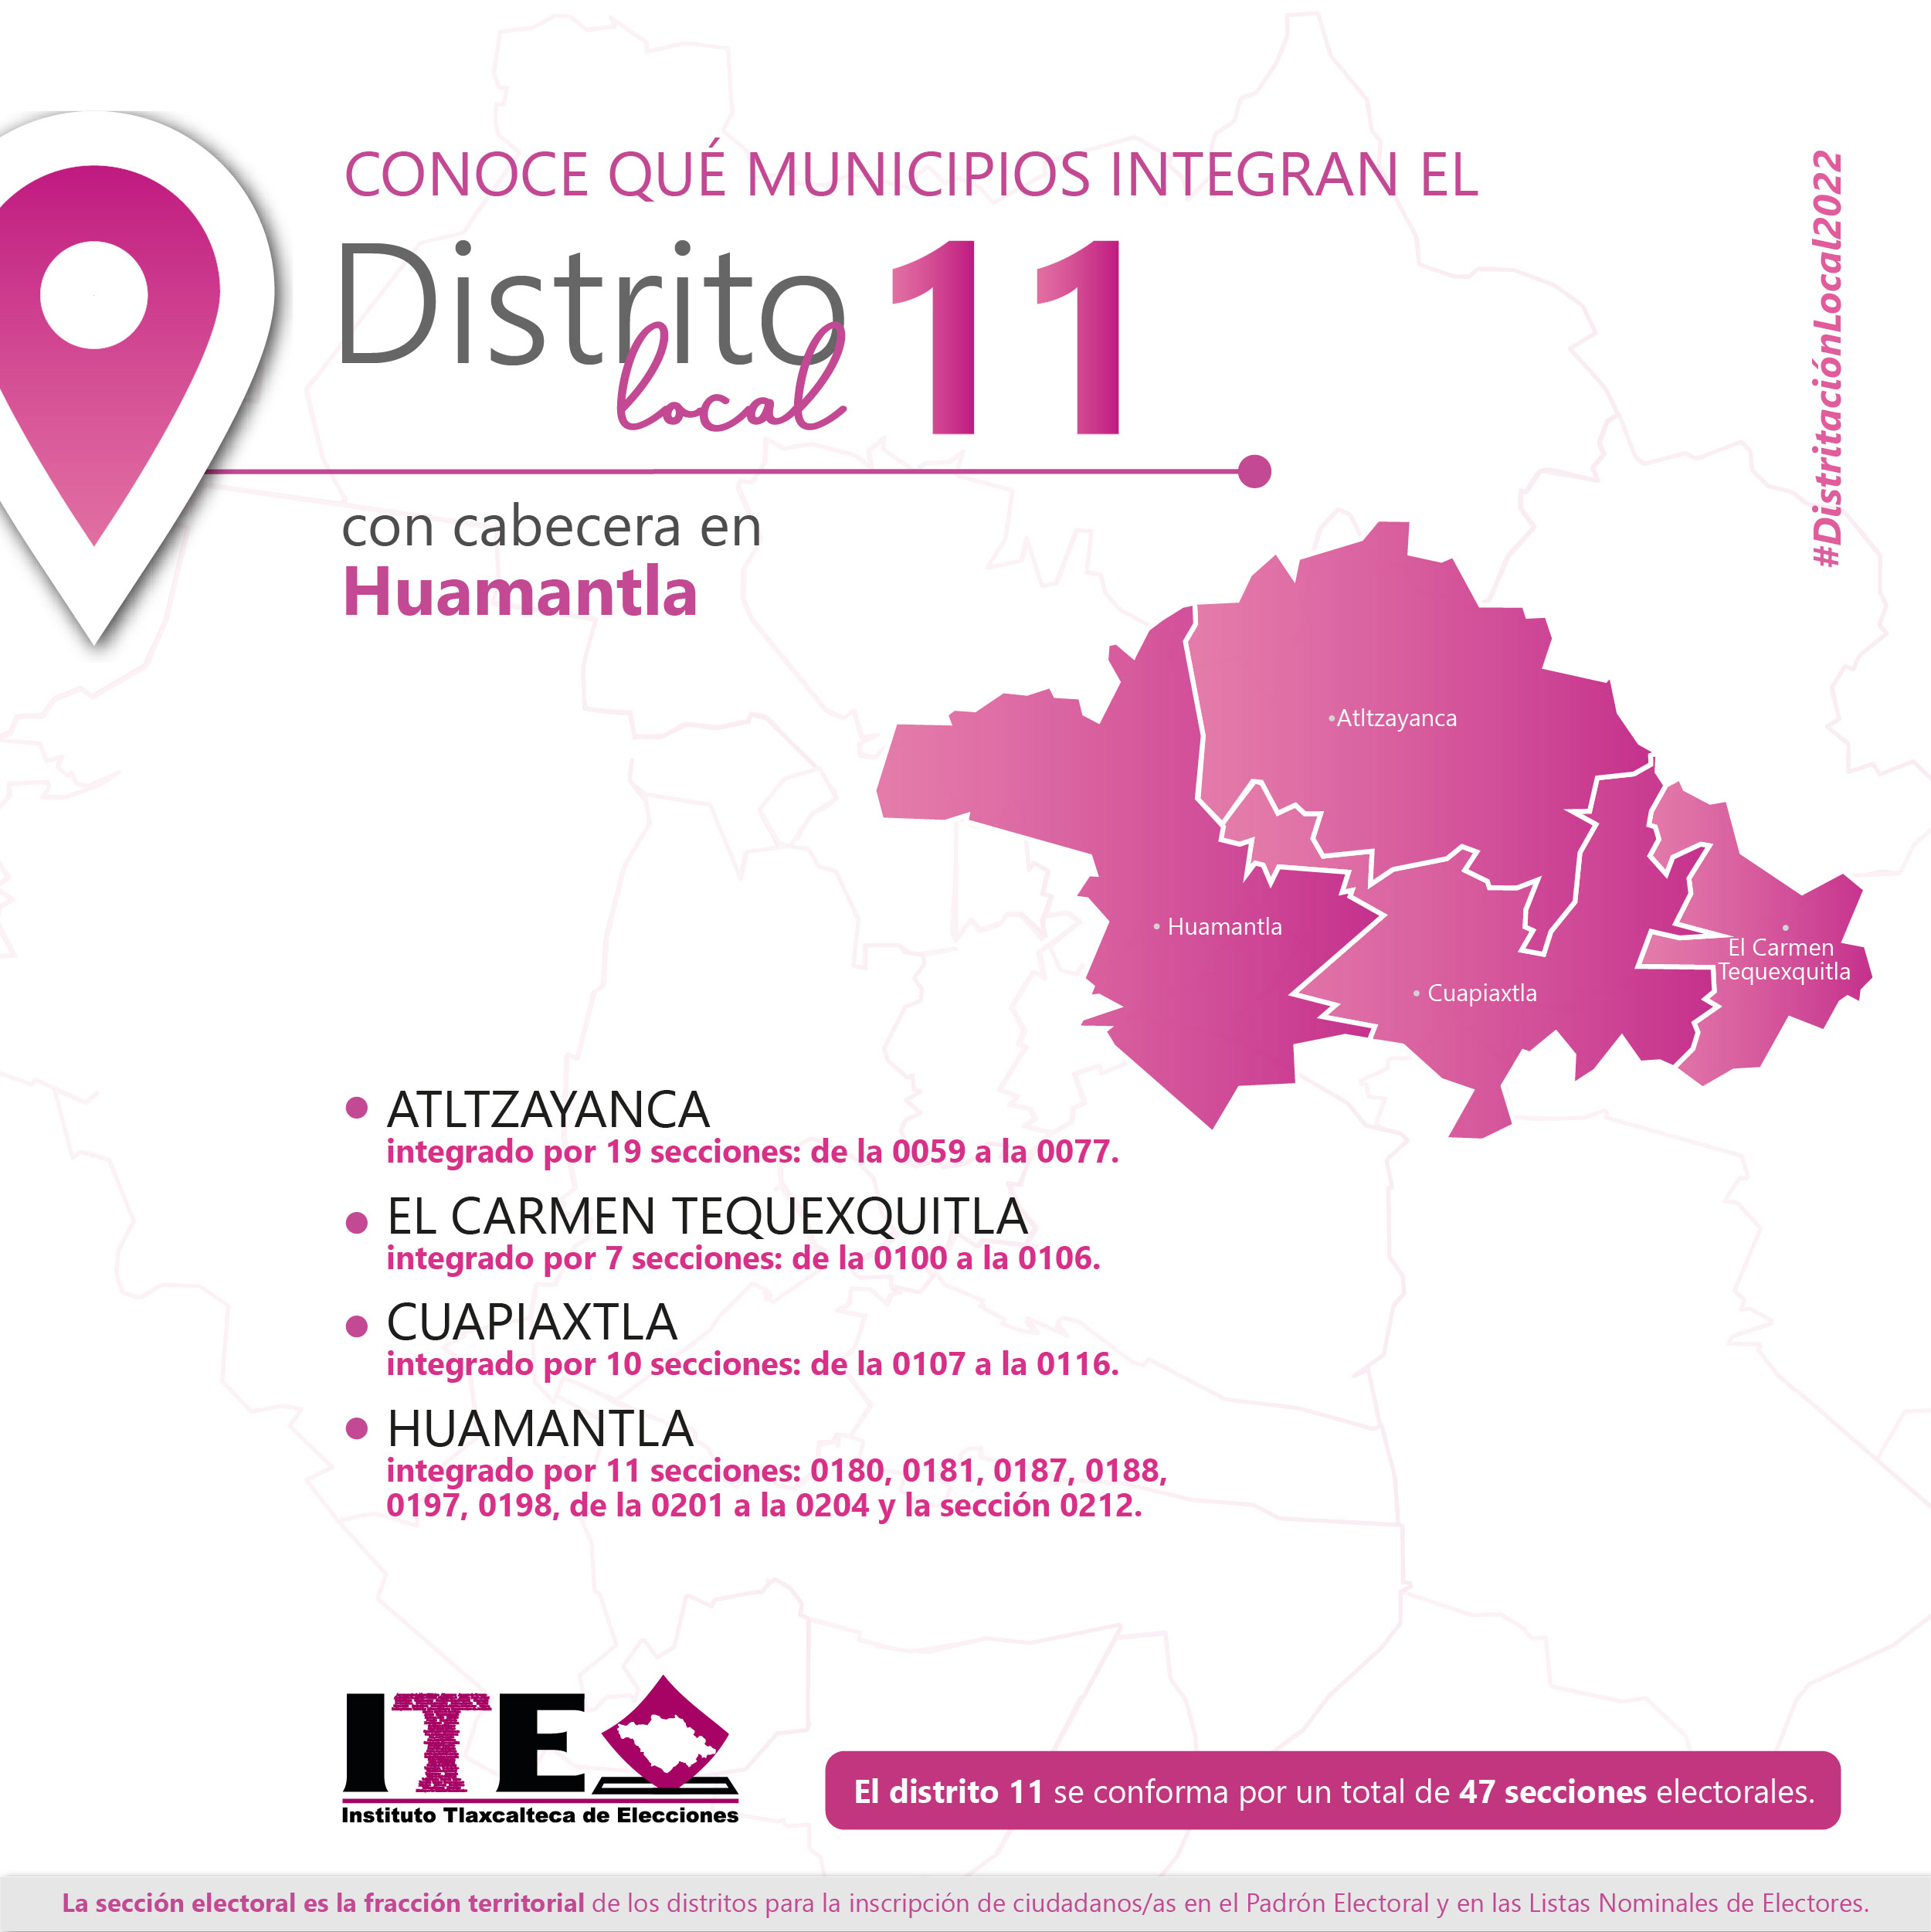 CONOCE QUÉ MUNICIPIOS INTEGRAN EL
Distrito local 11
con cabecera en
Huamantla
#DistritaciónLocal2022
Atltzayanca
Huamantla
El Carmen
Tequexquitla
Cuapiaxtla
ATLTZAYANCA
integrado por 19 secciones: de la 0059 a la 0077.
EL CARMEN TEQUEXQUITLA
integrado por 7 secciones: de la 0100 a la 0106.
CUAPIAXTLA
integrado por 10 secciones: de la 0107 a la 0116.
HUAMANTLA
integrado por 11 secciones: 0180, 0181, 0187, 0188,
0197, 0198, de la 0201 a la 0204 y la sección 0212.
ITE
Instituto Tlaxcalteca de Elecciones
El distrito 11 se conforma por un total de 47 secciones electorales.
La sección electoral es la fracción territorial de los distritos para la inscripción de ciudadanos/as en el Padrón Electoral y en las Listas Nominales de Electores.